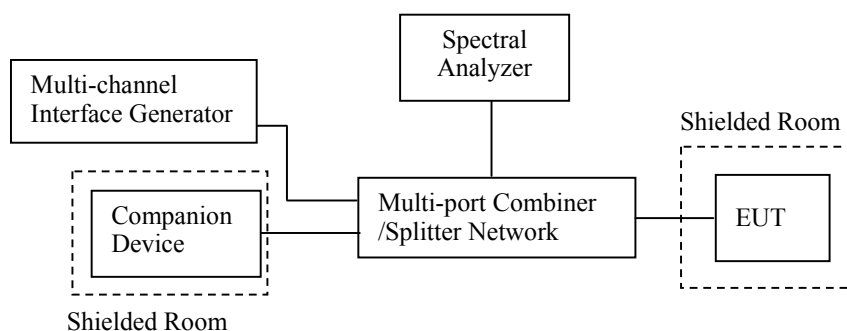 Spectral
Analyzer
Multi-channel
Interface Generator
Shielded Room
Companion
Device
Multi-port Combiner
/Splitter Network
EUT
Shielded Room